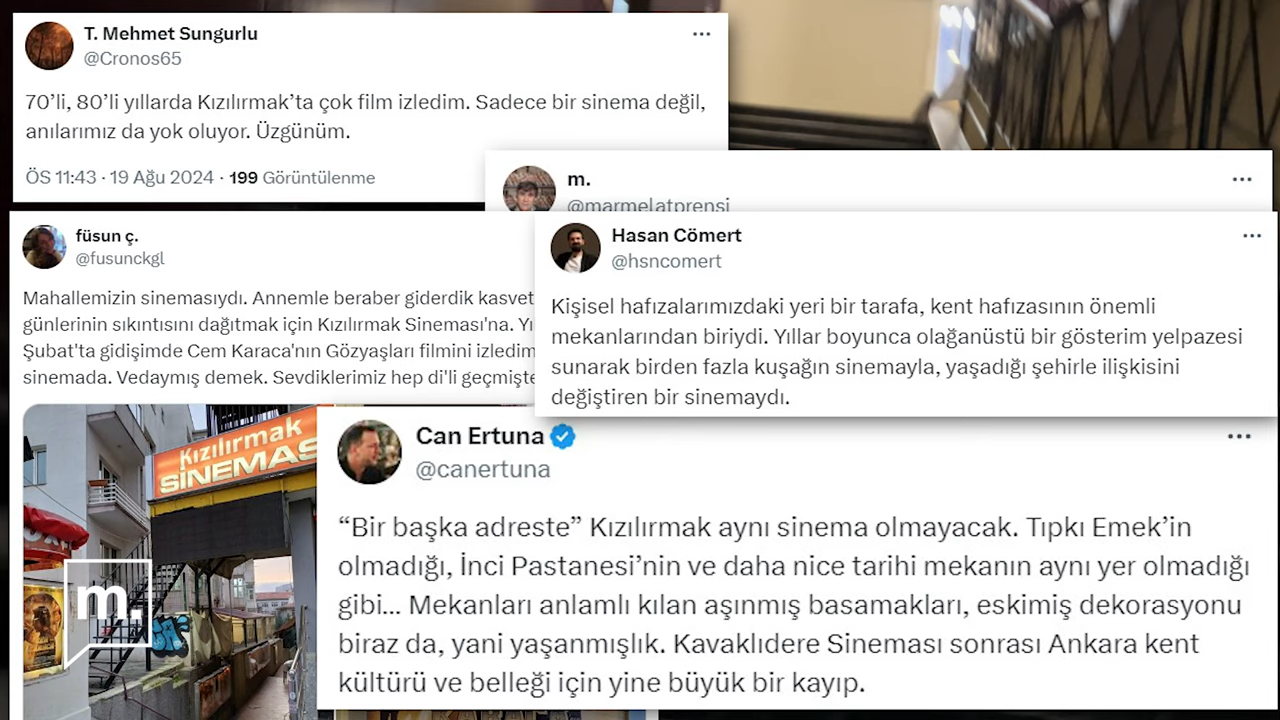 T. Mehmet Sungurlu
@Cronos65
70’li, 80’li yıllarda Kızılırmak’ta çok film izledim. Sadece bir sinema değil,
anılarımız da yok oluyor. Üzgünüm.
ÖS 11:43 · 19 Ağu 2024 · 199 Görüntülenme
m.
@marmelatprensi
füsun ç.
@fusunckgl
Mahallemizin sinemasıydı. Annemle beraber giderdik kasvet
günlerinin sıkıntısını dağıtmak için Kızılırmak Sineması'na.
Şubat'ta gidişimde Cem Karaca'nın Gözyaşları filmini izledim
sinemada. Vedaymış demek. Sevdiklerimiz hep di'li geçmişte
Hasan Cömert
@hsncomert
Kişisel hafızalarımızdaki yeri bir tarafa, kent hafızasının önemli
mekanlarından biriydi. Yıllar boyunca olağanüstü bir gösterim yelpazesi
sunarak birden fazla kuşağın sinemayla, yaşadığı şehirle ilişkisini
değiştiren bir sinemaydı.
Kızılırmak
SİNEMAS
m.
Can Ertuna
@canertuna
“Bir başka adreste” Kızılırmak aynı sinema olmayacak. Tıpkı Emek’in
olmadığı, İnci Pastanesi’nin ve daha nice tarihi mekanın aynı yer olmadığı
gibi... Mekanları anlamlı kılan aşınmış basamakları, eskimiş dekorasyonu
biraz da, yani yaşanmışlık. Kavaklıdere Sineması sonrası Ankara kent
kültürü ve belleği için yine büyük bir kayıp.